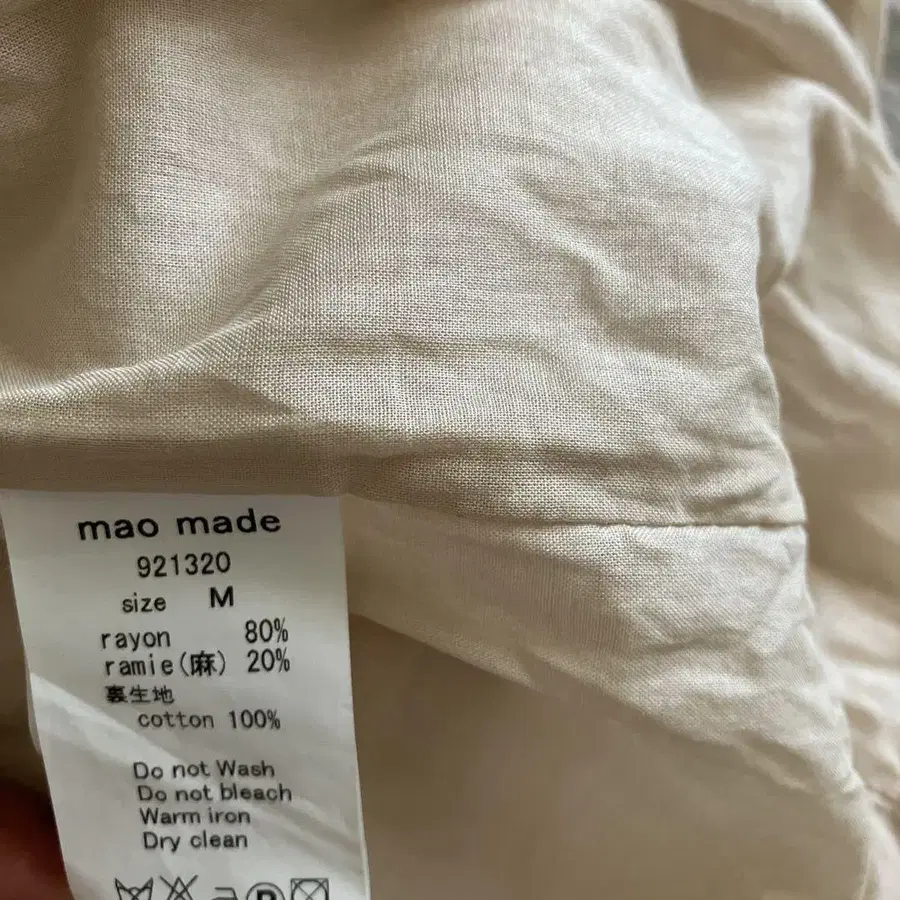 mao made
921320
size M
rayon 80%
ramie(麻) 20%
裏生地
cotton 100%
Do not Wash
Do not bleach
Warm iron
Dry clean
P